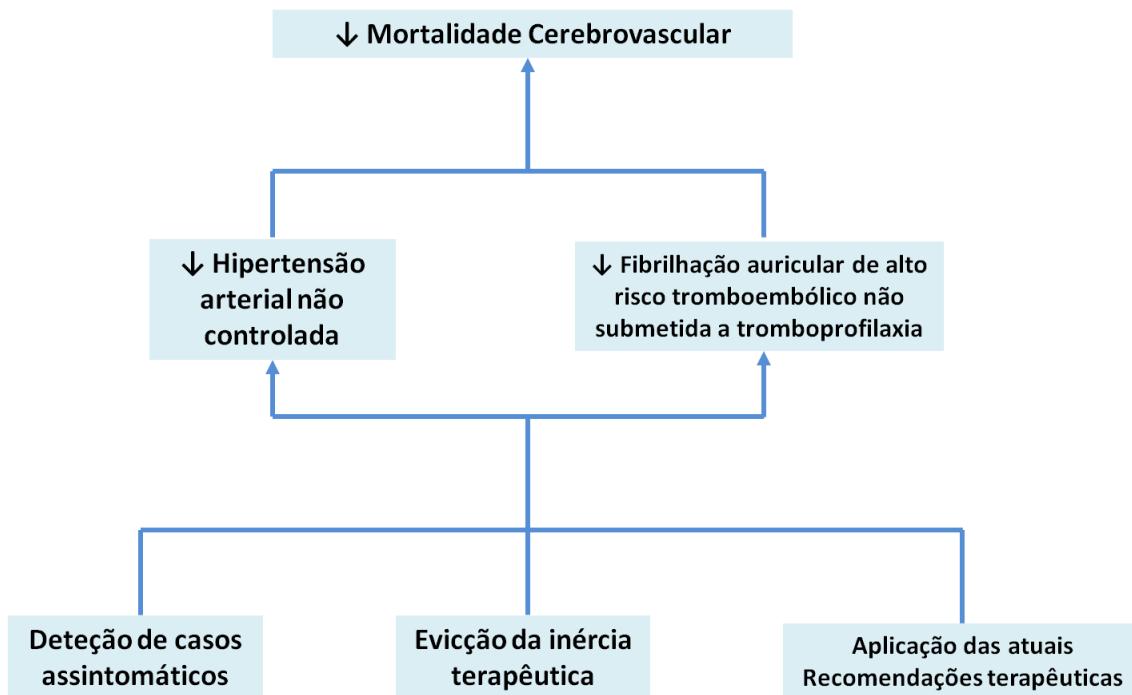 ↓ Mortalidade Cerebrovascular
↓ Hipertensão
arterial não
controlada
↓ Fibrilhação auricular de alto
risco tromboembólico não
submetida a tromboprofilaxia
Deteção de casos
assintomáticos
Evicção da inércia
terapêutica
Aplicação das atuais
Recomendações terapêuticas